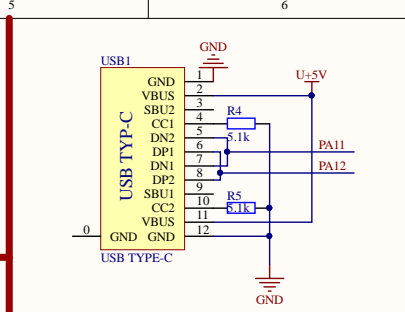 5 6
GND
USB1
U+5V
GND 1
VBUS 2
SBU2 3
CC1 4 R4
DN2 5 5.1k
DP1 6 PA11
DN1 7
DP2 8 PA12
SBU1 9
CC2 10 R5
5.1k
VBUS 11
0 GND GND 12
USB TYP-C
USB TYPE-C
GND